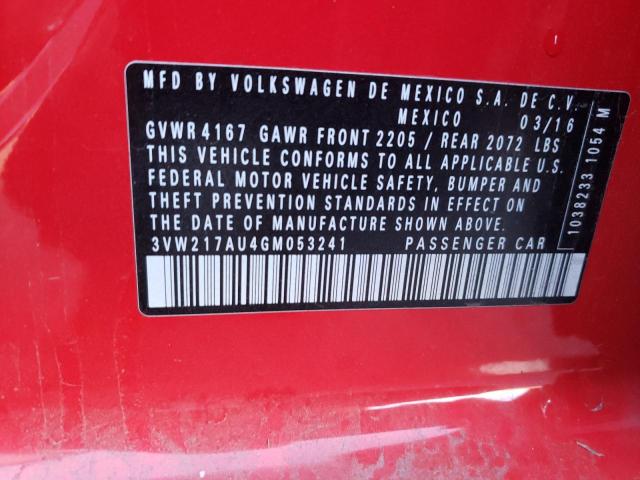 MFD BY VOLKSWAGEN DE MEXICO S.A. DE C.V.
MEXICO 03/16
GVWR 4167 GAWR FRONT 2205 / REAR 2072 LBS
THIS VEHICLE CONFORMS TO ALL APPLICABLE U.S.
FEDERAL MOTOR VEHICLE SAFETY, BUMPER AND
THEFT PREVENTION STANDARDS IN EFFECT ON
THE DATE OF MANUFACTURE SHOWN ABOVE.
3VW217AU4GM053241 PASSENGER CAR
1038233 1054 M